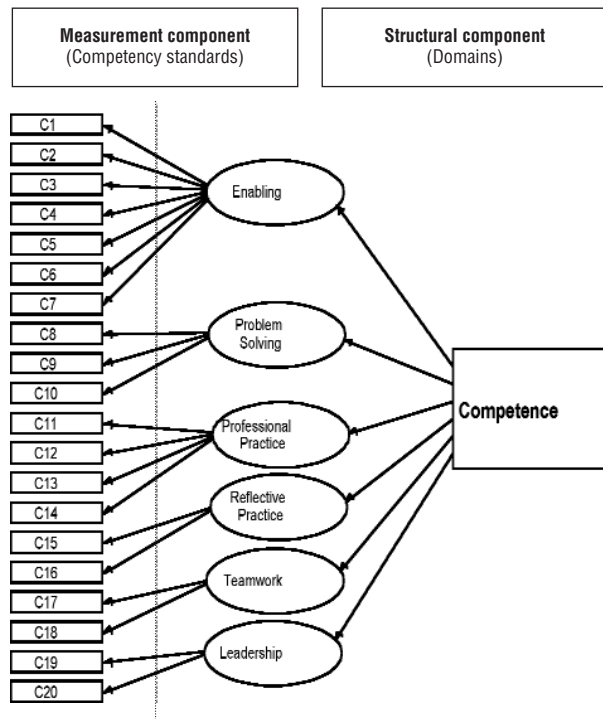 Measurement component
(Competency standards)
Structural component
(Domains)
C1
C2
C3
C4
C5
C6
C7
C8
C9
C10
C11
C12
C13
C14
C15
C16
C17
C18
C19
C20
Enabling
Problem
Solving
Professional
Practice
Reflective
Practice
Teamwork
Leadership
Competence